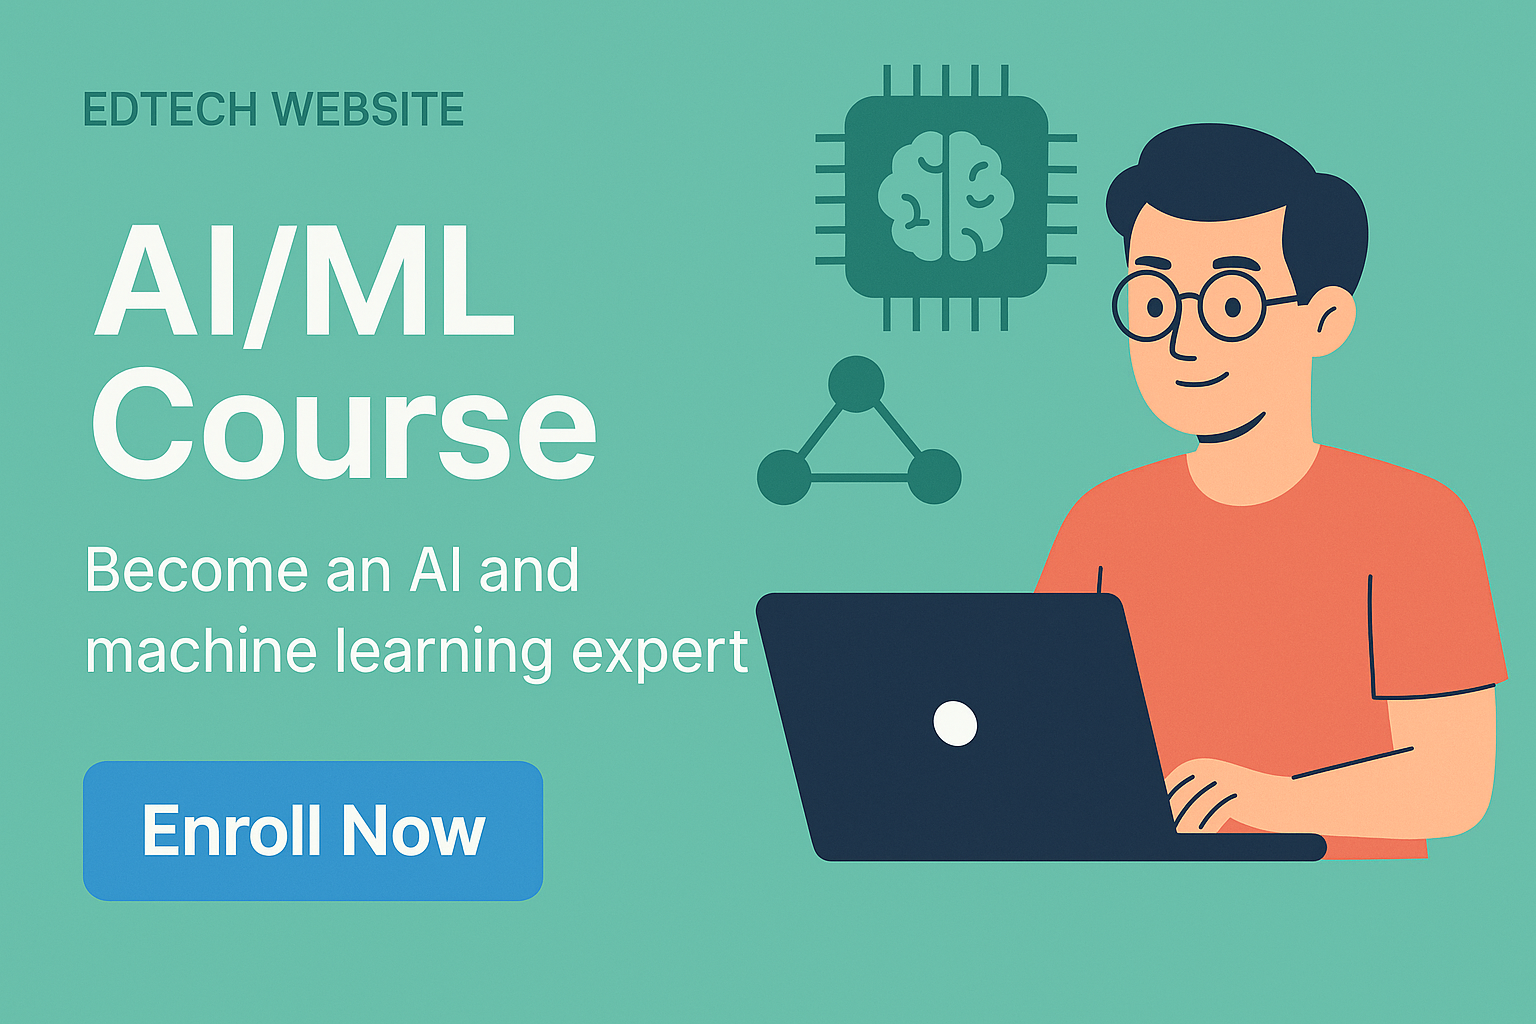 EDTECH WEBSITE
AI/ML
Course
Become an AI and
machine learning expert
Enroll Now